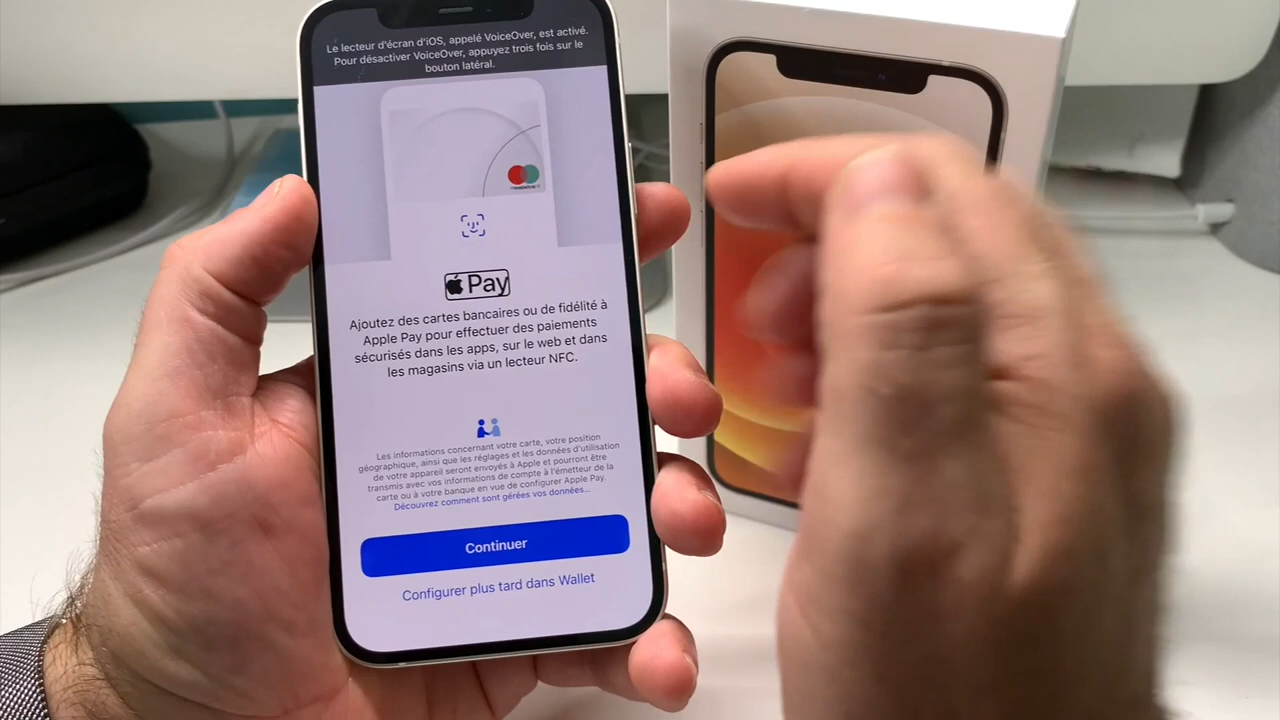 Le lecteur d'écran d'iOS, appelé VoiceOver, est activé.
Pour désactiver VoiceOver, appuyez trois fois sur le
bouton latéral.
Pay
Ajoutez des cartes bancaires ou de fidélité à
Apple Pay pour effectuer des paiements
sécurisés dans les apps, sur le web et dans
les magasins via un lecteur NFC.
Les informations concernant votre carte, votre position
géographique, ainsi que les réglages et les données d'utilisation
de votre appareil seront envoyés à Apple et pourront être
transmis avec vos informations de compte à l'émetteur de la
carte ou à votre banque en vue de configurer Apple Pay.
Découvrez comment sont gérées vos données...
Continuer
Configurer plus tard dans Wallet